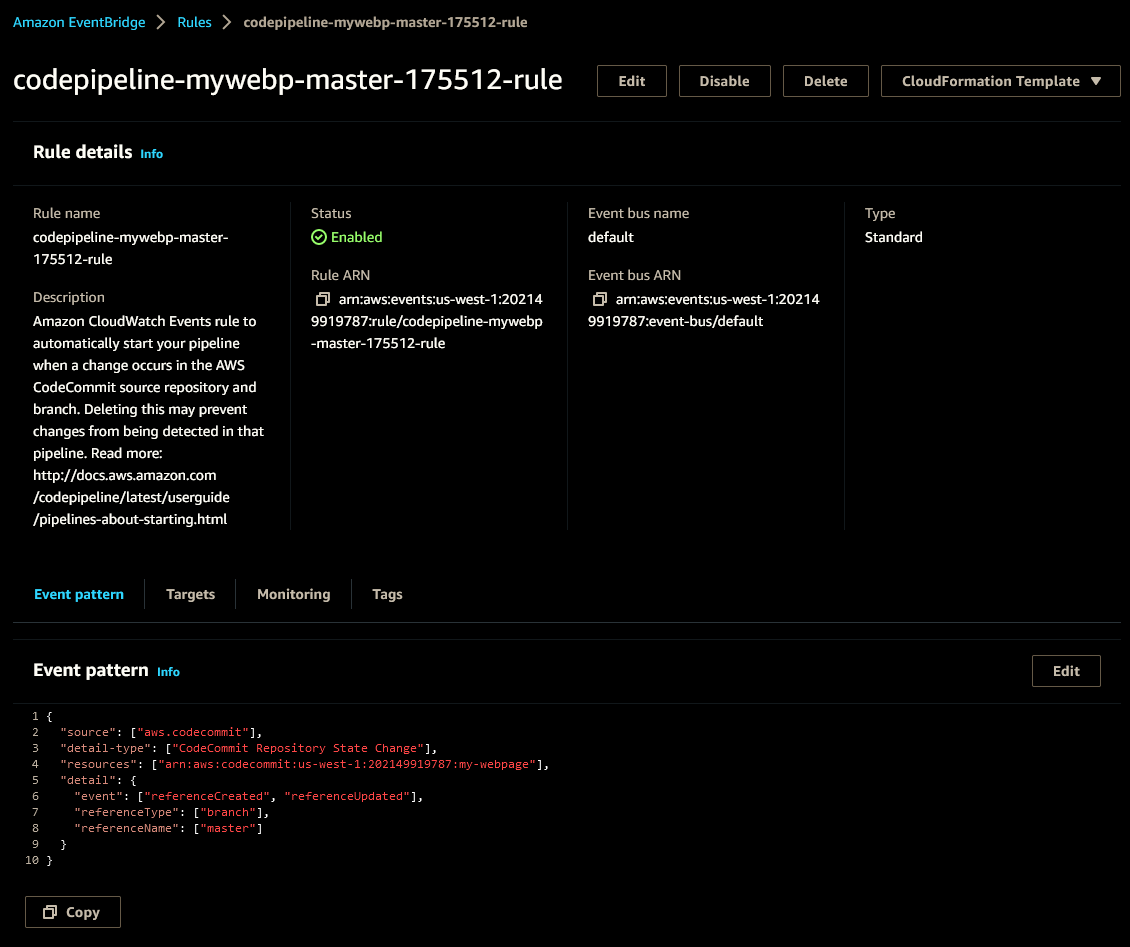 Amazon EventBridge > Rules > codepipeline-mywebp-master-175512-rule
codepipeline-mywebp-master-175512-rule
Edit
Disable
Delete
CloudFormation Template ▼
Rule details Info
Rule name
codepipeline-mywebp-master-
175512-rule
Description
Amazon CloudWatch Events rule to
automatically start your pipeline
when a change occurs in the AWS
CodeCommit source repository and
branch. Deleting this may prevent
changes from being detected in that
pipeline. Read more:
http://docs.aws.amazon.com
/codepipeline/latest/userguide
/pipelines-about-starting.html
Status
Enabled
Rule ARN
arn:aws:events:us-west-1:20214
9919787:rule/codepipeline-mywebp
-master-175512-rule
Event bus name
default
Event bus ARN
arn:aws:events:us-west-1:20214
9919787:event-bus/default
Type
Standard
Event pattern
Targets
Monitoring
Tags
Event pattern Info
Edit
1 {
2   "source": ["aws.codecommit"],
3   "detail-type": ["CodeCommit Repository State Change"],
4   "resources": ["arn:aws:codecommit:us-west-1:202149919787:my-webpage"],
5   "detail": {
6     "event": ["referenceCreated", "referenceUpdated"],
7     "referenceType": ["branch"],
8     "referenceName": ["master"]
9   }
10 }
Copy